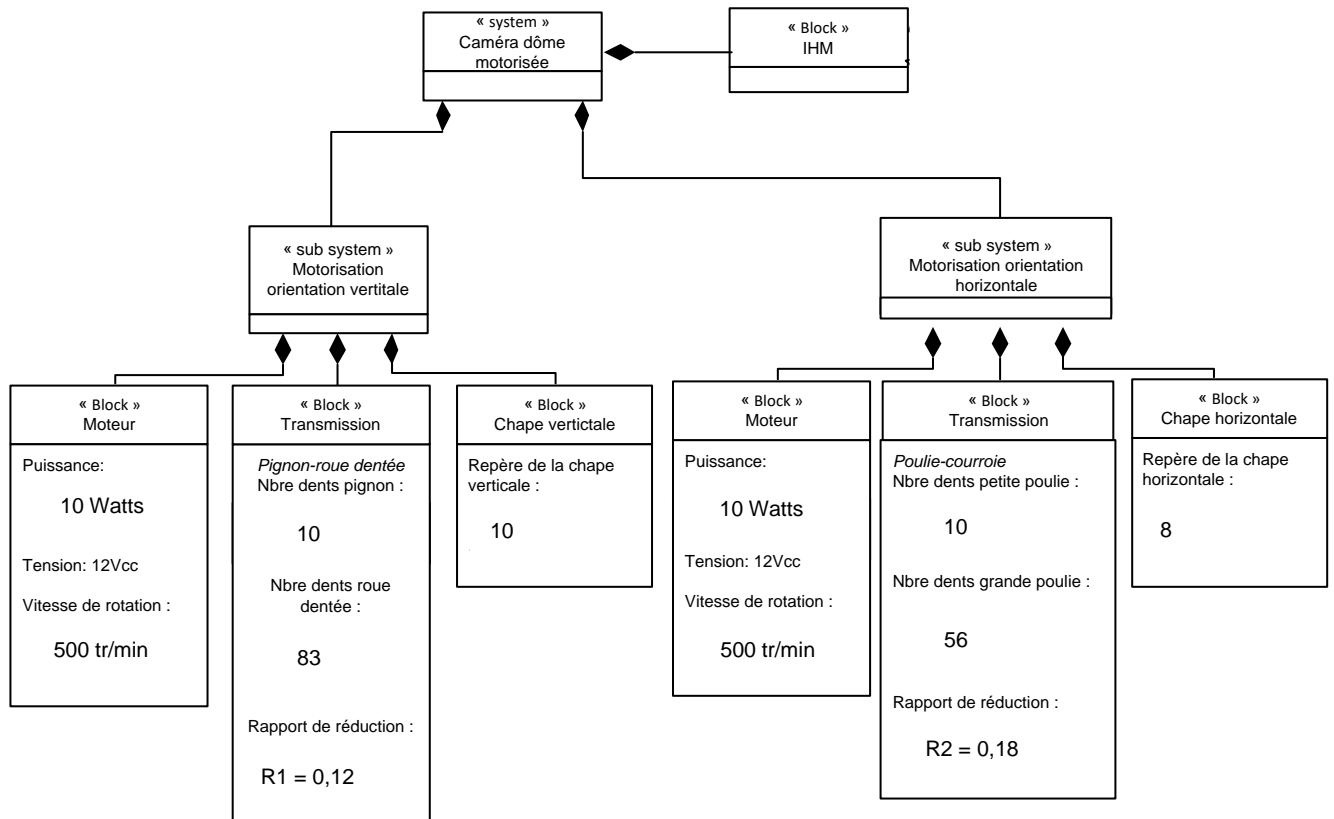 « system »
Caméra dôme
motorisée
« Block »
IHM
« sub system »
Motorisation
orientation vertitale
« sub system »
Motorisation orientation
horizontale
« Block »
Moteur
Puissance:
10 Watts
Tension: 12Vcc
Vitesse de rotation :
500 tr/min
« Block »
Transmission
Pignon-roue dentée
Nbre dents pignon :
10
Nbre dents roue
dentée :
83
Rapport de réduction :
R1 = 0,12
« Block »
Chape vertictale
Repère de la chape
verticale :
10
« Block »
Moteur
Puissance:
10 Watts
Tension: 12Vcc
Vitesse de rotation :
500 tr/min
« Block »
Transmission
Poulie-courroie
Nbre dents petite poulie :
10
Nbre dents grande poulie :
56
Rapport de réduction :
R2 = 0,18
« Block »
Chape horizontale
Repère de la chape
horizontale :
8